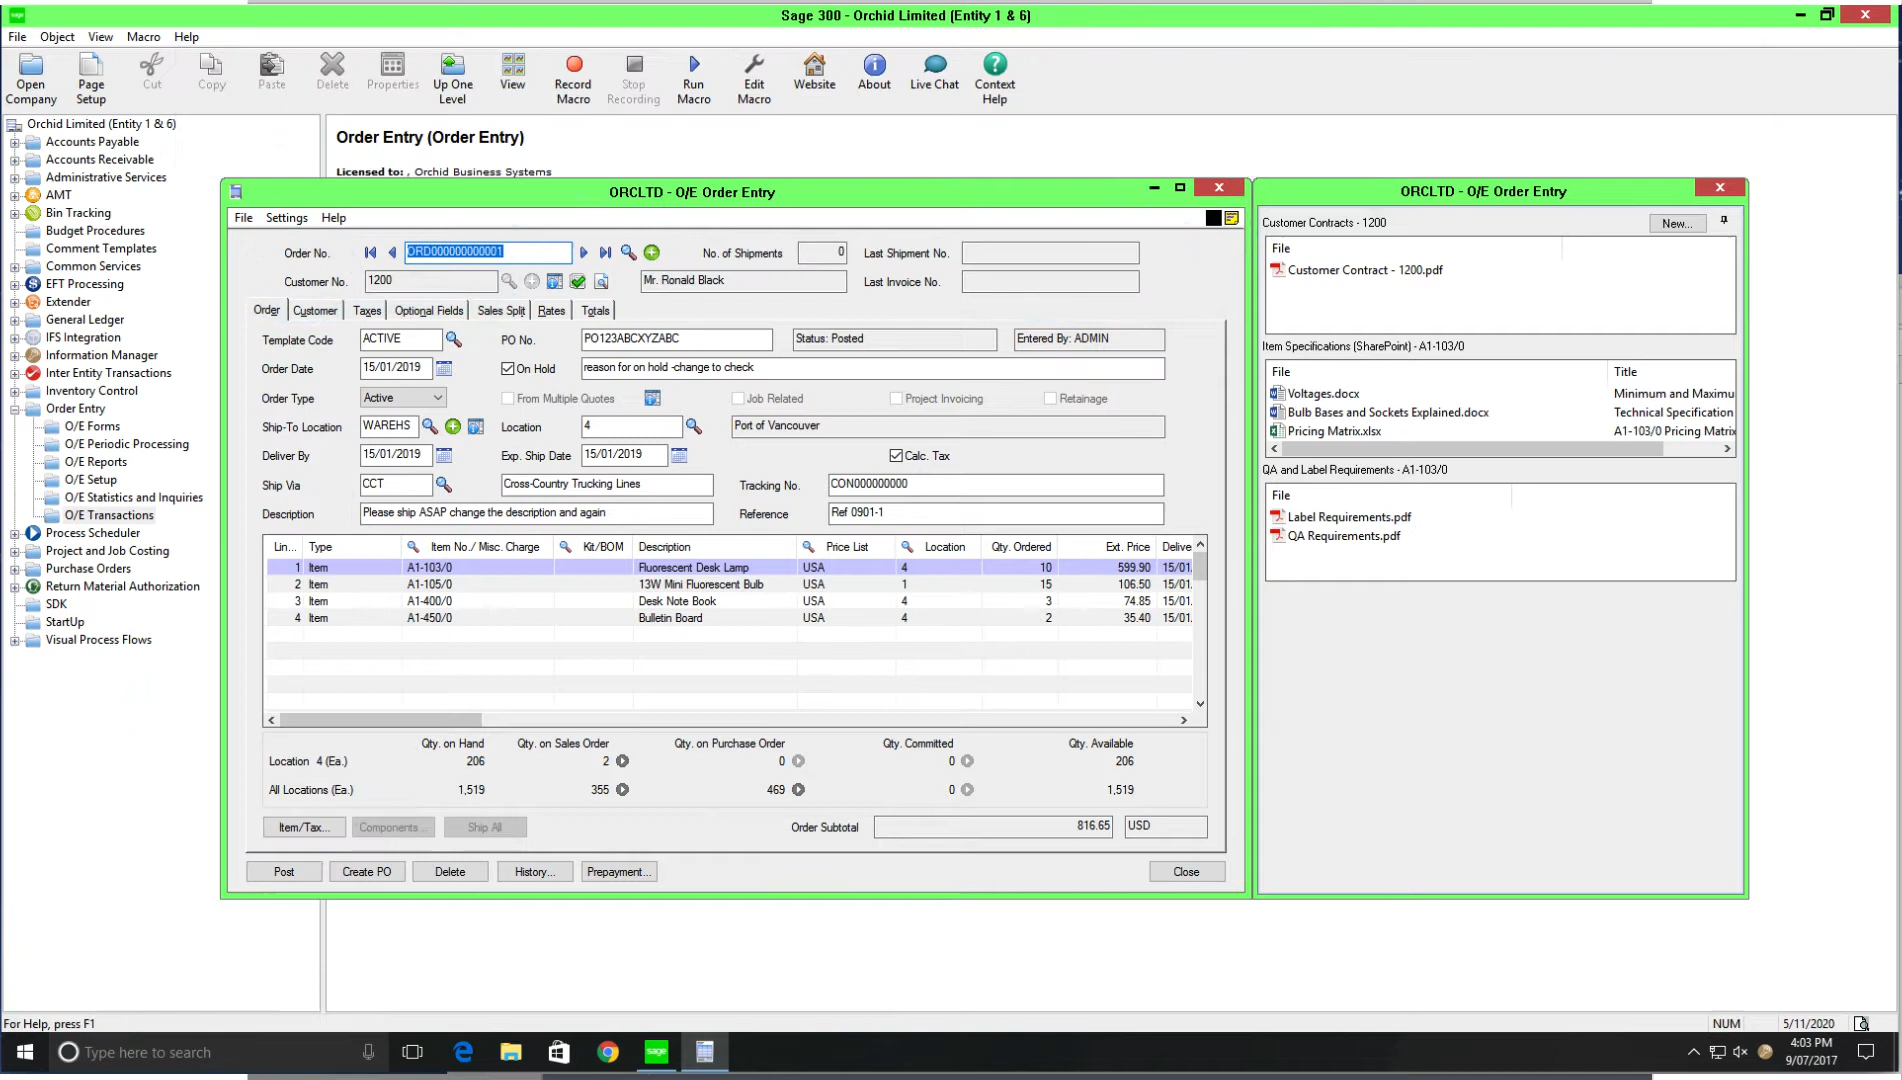 Sage 300 - Orchid Limited (Entity 1 & 6)
File Object View Macro Help
Open Company Page Setup Cut Copy Paste Delete Properties Up One Level View Record Macro Stop Recording Run Macro Edit Macro Website About Live Chat Context Help
Orchid Limited (Entity 1 & 6)
Accounts Payable
Accounts Receivable
Administrative Services
AMT
Bin Tracking
Budget Procedures
Comment Templates
Common Services
EFT Processing
Extender
General Ledger
IFS Integration
Information Manager
Inter Entity Transactions
Inventory Control
Order Entry
O/E Forms
O/E Periodic Processing
O/E Reports
O/E Setup
O/E Statistics and Inquiries
O/E Transactions
Process Scheduler
Project and Job Costing
Purchase Orders
Return Material Authorization
SDK
StartUp
Visual Process Flows
Order Entry (Order Entry)
Licensed to: , Orchid Business Systems
ORCLTD - O/E Order Entry
File Settings Help
Order No. ORD000000000001 No. of Shipments 0 Last Shipment No.
Customer No. 1200 Mr. Ronald Black Last Invoice No.
Order Customer Taxes Optional Fields Sales Split Rates Totals
Template Code ACTIVE PO No. PO123ABCXYZABC Status: Posted Entered By: ADMIN
Order Date 15/01/2019 On Hold reason for on hold -change to check
Order Type Active From Multiple Quotes Job Related Project Invoicing Retainage
Ship-To Location WAREHS Location 4 Port of Vancouver
Deliver By 15/01/2019 Exp. Ship Date 15/01/2019 Calc. Tax
Ship Via CCT Cross-Country Trucking Lines Tracking No. CON000000000
Description Please ship ASAP change the description and again Reference Ref 0901-1
Lin... Type Item No./ Misc. Charge Kit/BOM Description Price List Location Qty. Ordered Ext. Price Delive
1 Item A1-103/0 Fluorescent Desk Lamp USA 4 10 599.90 15/01.
2 Item A1-105/0 13W Mini Fluorescent Bulb USA 1 15 106.50 15/01.
3 Item A1-400/0 Desk Note Book USA 4 3 74.85 15/01.
4 Item A1-450/0 Bulletin Board USA 4 2 35.40 15/01.
Qty. on Hand Qty. on Sales Order Qty. on Purchase Order Qty. Committed Qty. Available
Location 4 (Ea.) 206 2 0 0 206
All Locations (Ea.) 1,519 355 469 0 1,519
Item/Tax... Components... Ship All Order Subtotal 816.65 USD
Post Create PO Delete History... Prepayment... Close
ORCLTD - O/E Order Entry
Customer Contracts - 1200 New...
File
Customer Contract - 1200.pdf
Item Specifications (SharePoint) - A1-103/0
File Title
Voltages.docx Minimum and Maximu
Bulb Bases and Sockets Explained.docx Technical Specification
Pricing Matrix.xlsx A1-103/0 Pricing Matrix
QA and Label Requirements - A1-103/0
File
Label Requirements.pdf
QA Requirements.pdf
For Help, press F1 NUM 5/11/2020
Type here to search sage 4:03 PM
9/07/2017